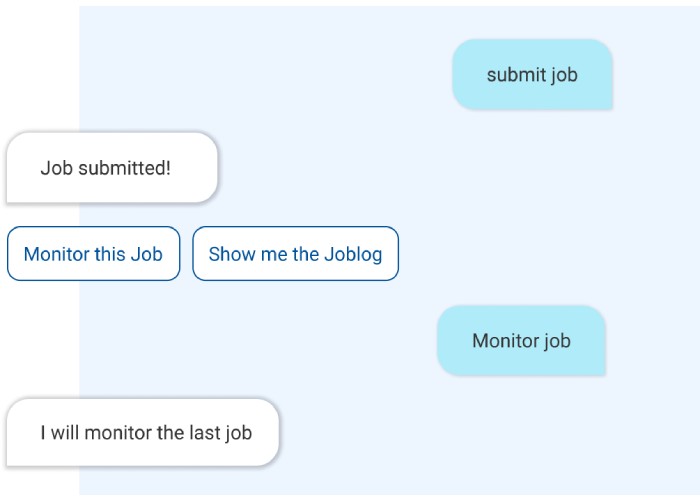 submit job
Job submitted!
Monitor this Job
Show me the Joblog
Monitor job
I will monitor the last job